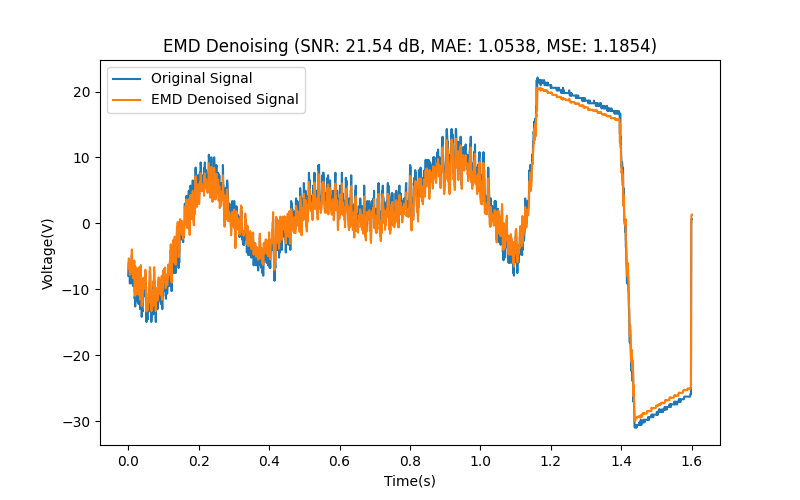 EMD Denoising (SNR: 21.54 dB, MAE: 1.0538, MSE: 1.1854)
Original Signal
EMD Denoised Signal
20
10
0
−10
−20
−30
Voltage(V)
0.0 0.2 0.4 0.6 0.8 1.0 1.2 1.4 1.6
Time(s)